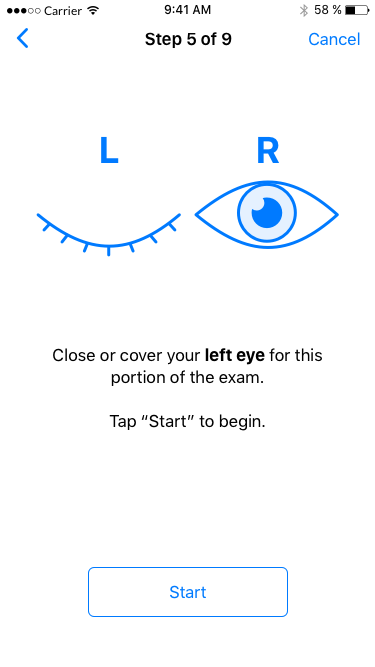 Carrier 9:41 AM 58 %
Step 5 of 9 Cancel
L R
Close or cover your left eye for this
portion of the exam.
Tap “Start” to begin.
Start